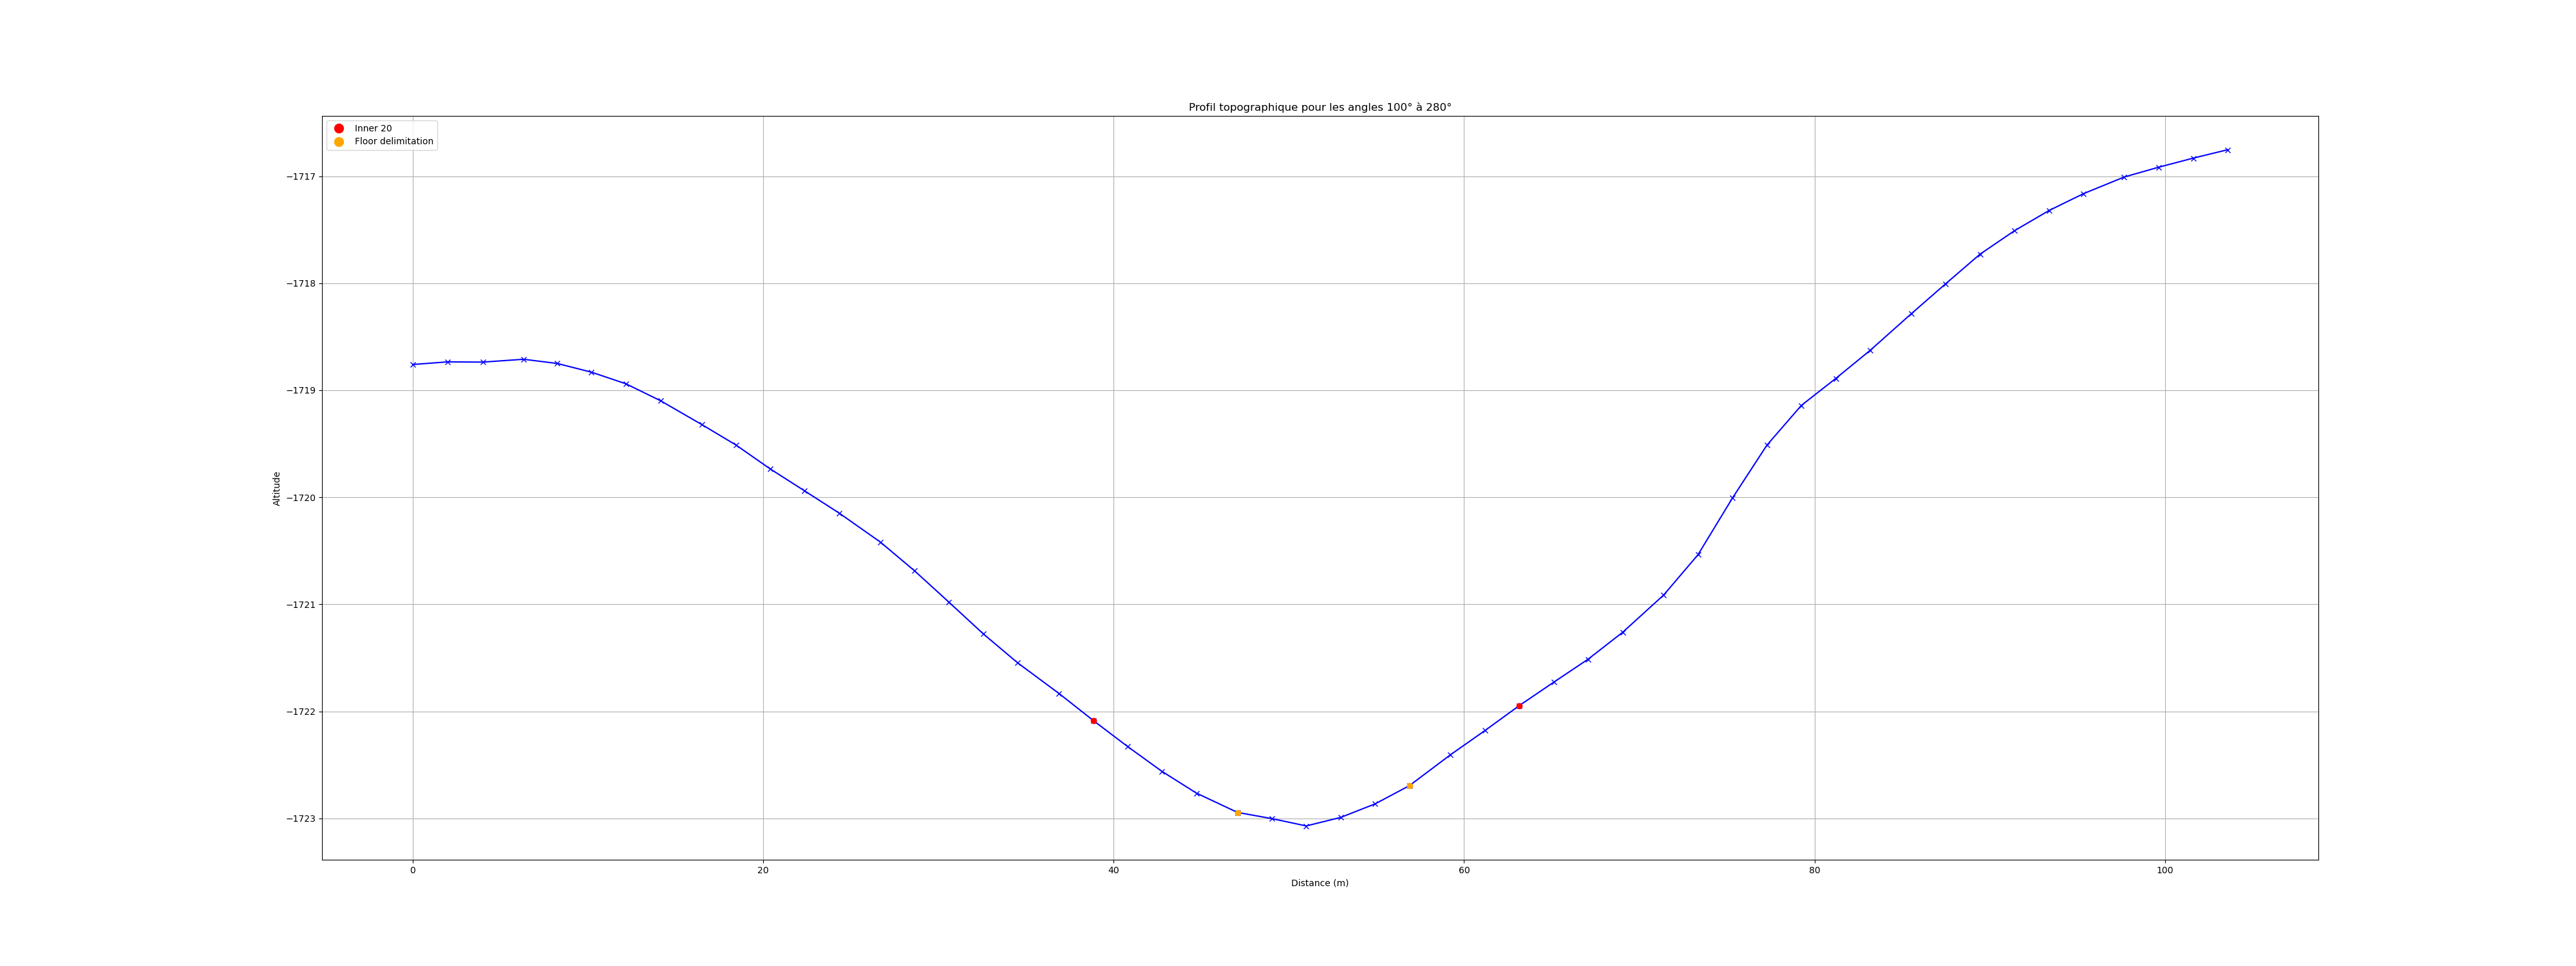 Profil topographique pour les angles 100° à 280°
Inner 20
Floor delimitation
−1717
−1718
−1719
−1720
−1721
−1722
−1723
Altitude
0
20
40
60
80
100
Distance (m)